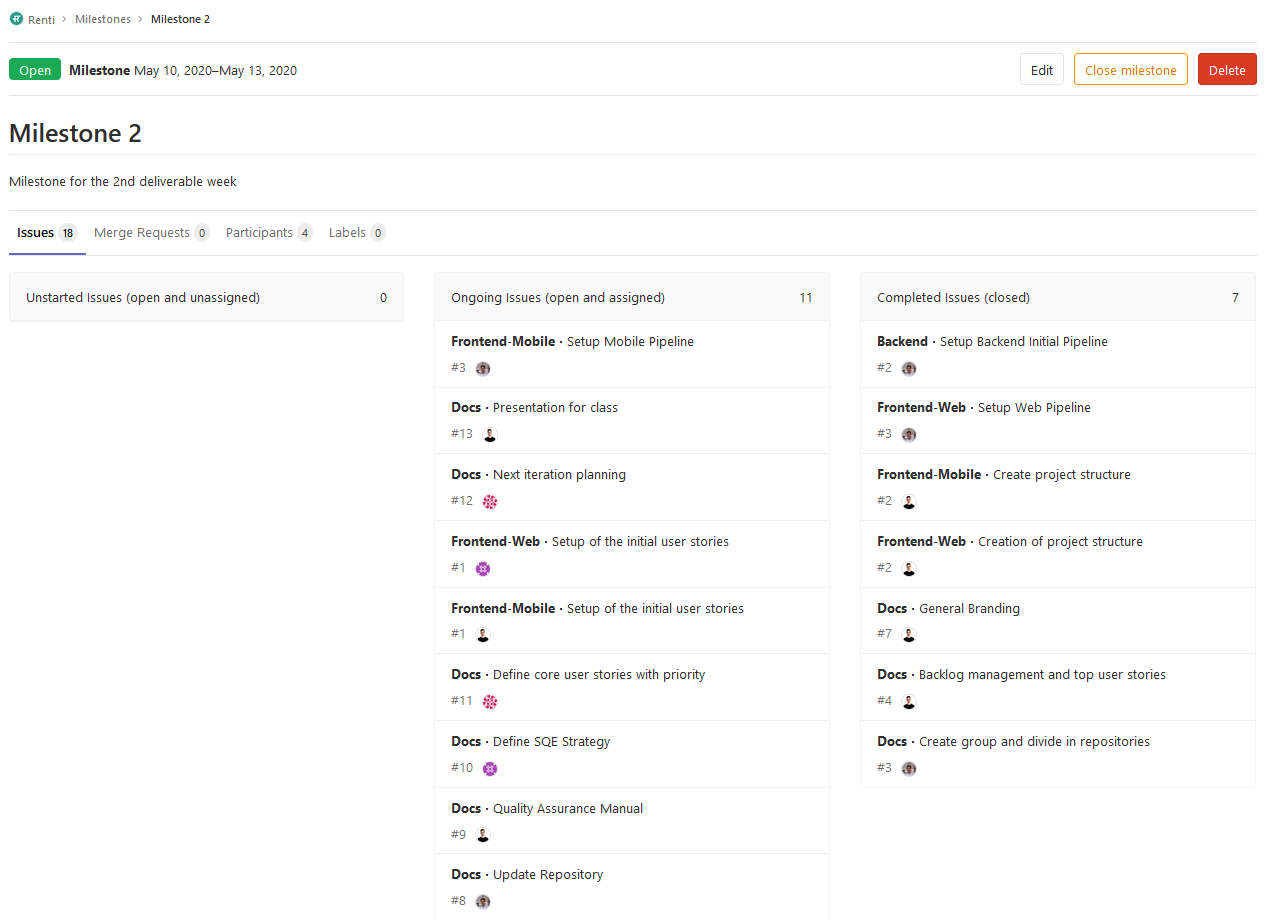 Renti > Milestones > Milestone 2
Open Milestone May 10, 2020–May 13, 2020 Edit Close milestone Delete
Milestone 2
Milestone for the 2nd deliverable week
Issues 18 Merge Requests 0 Participants 4 Labels 0
Unstarted Issues (open and unassigned) 0
Ongoing Issues (open and assigned) 11
Frontend-Mobile · Setup Mobile Pipeline
#3
Docs · Presentation for class
#13
Docs · Next iteration planning
#12
Frontend-Web · Setup of the initial user stories
#1
Frontend-Mobile · Setup of the initial user stories
#1
Docs · Define core user stories with priority
#11
Docs · Define SQE Strategy
#10
Docs · Quality Assurance Manual
#9
Docs · Update Repository
#8
Completed Issues (closed) 7
Backend · Setup Backend Initial Pipeline
#2
Frontend-Web · Setup Web Pipeline
#3
Frontend-Mobile · Create project structure
#2
Frontend-Web · Creation of project structure
#2
Docs · General Branding
#7
Docs · Backlog management and top user stories
#4
Docs · Create group and divide in repositories
#3